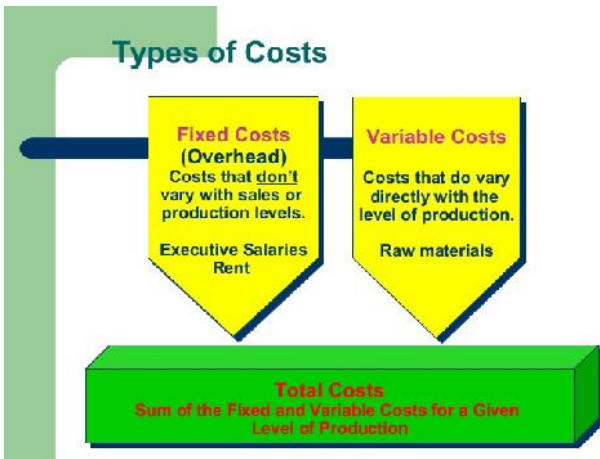 Types of Costs
Fixed Costs
(Overhead)
Costs that don't
vary with sales or
production levels.
Executive Salaries
Rent
Variable Costs
Costs that do vary
directly with the
level of production.
Raw materials
Total Costs
Sum of the Fixed and Variable Costs for a Given
Level of Production